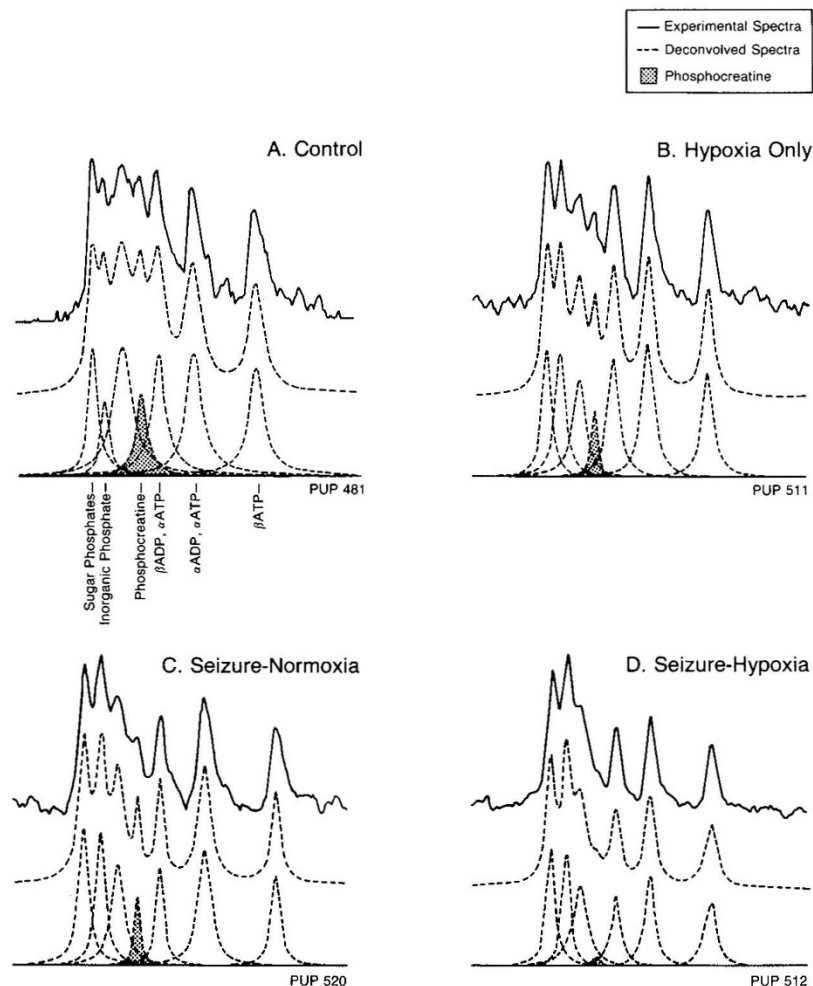 Experimental Spectra
Deconvolved Spectra
Phosphocreatine
A. Control
B. Hypoxia Only
PUP 481
PUP 511
Sugar Phosphates
Inorganic Phosphate
Phosphocreatine
βADP, αATP
αADP, αATP
βATP
C. Seizure-Normoxia
D. Seizure-Hypoxia
PUP 520
PUP 512